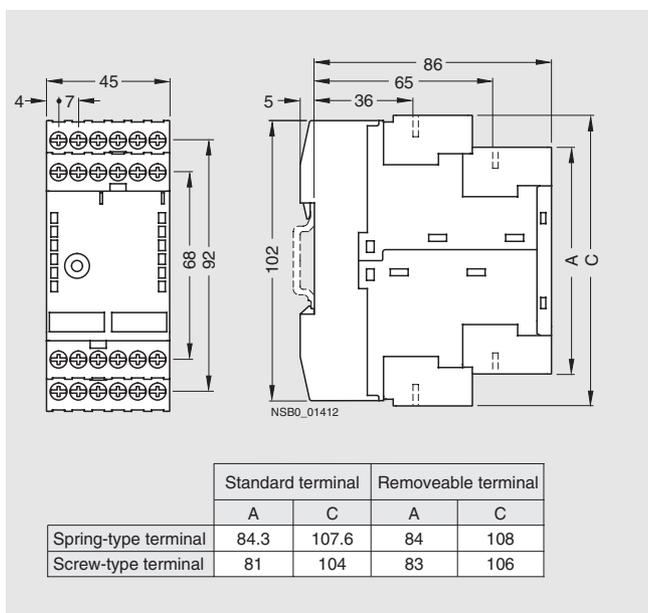 86
45
65
4
7
5
36
102
68
92
A
C
NSB0_01412
Standard terminal Removeable terminal
A C A C
Spring-type terminal 84.3 107.6 84 108
Screw-type terminal 81 104 83 106